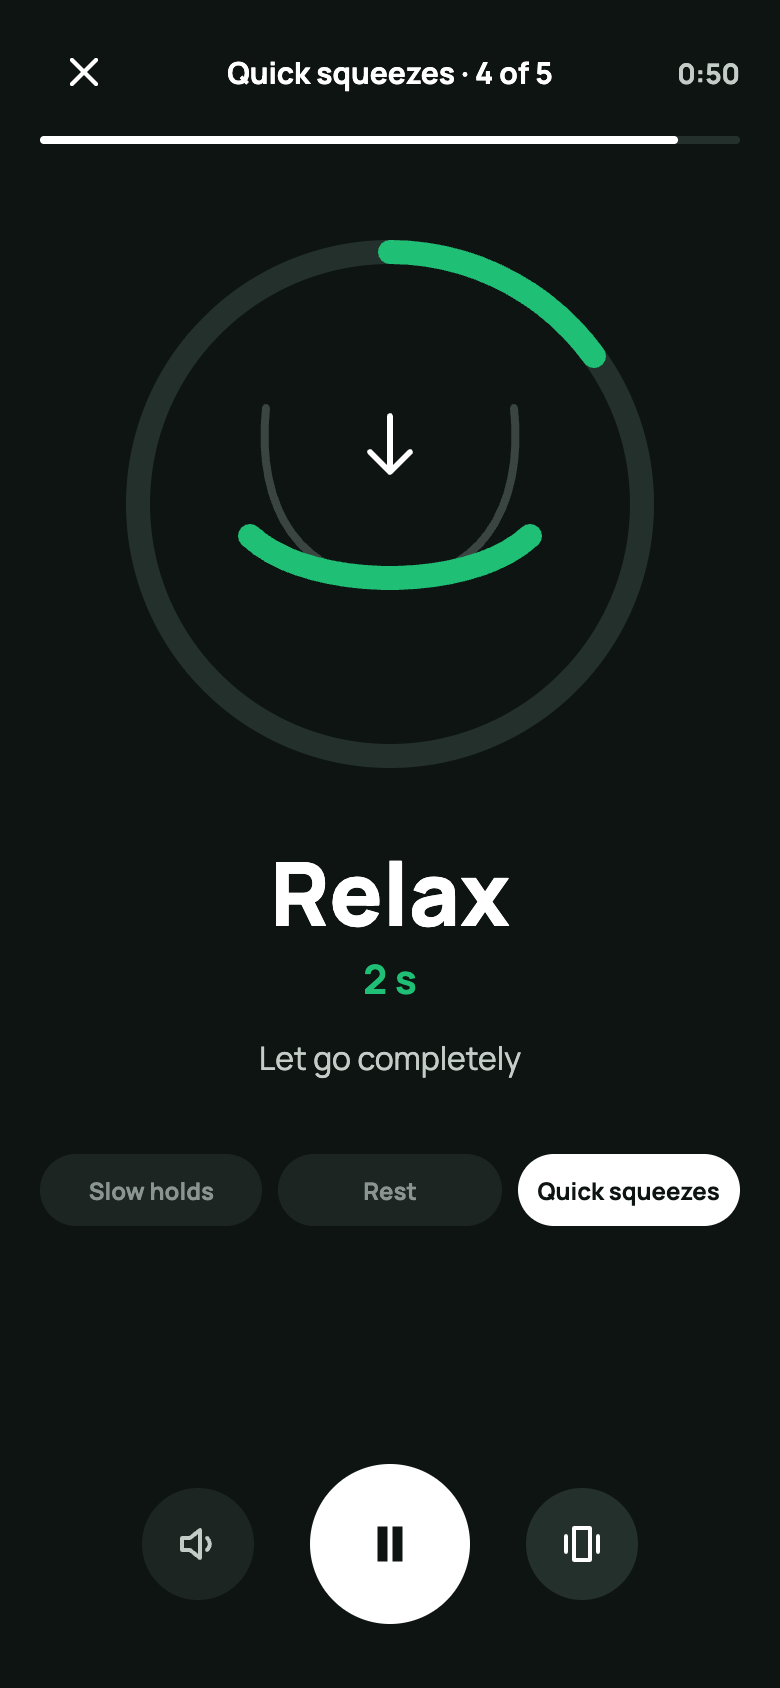 Quick squeezes · 4 of 5
0:50
Relax
2 s
Let go completely
Slow holds
Rest
Quick squeezes